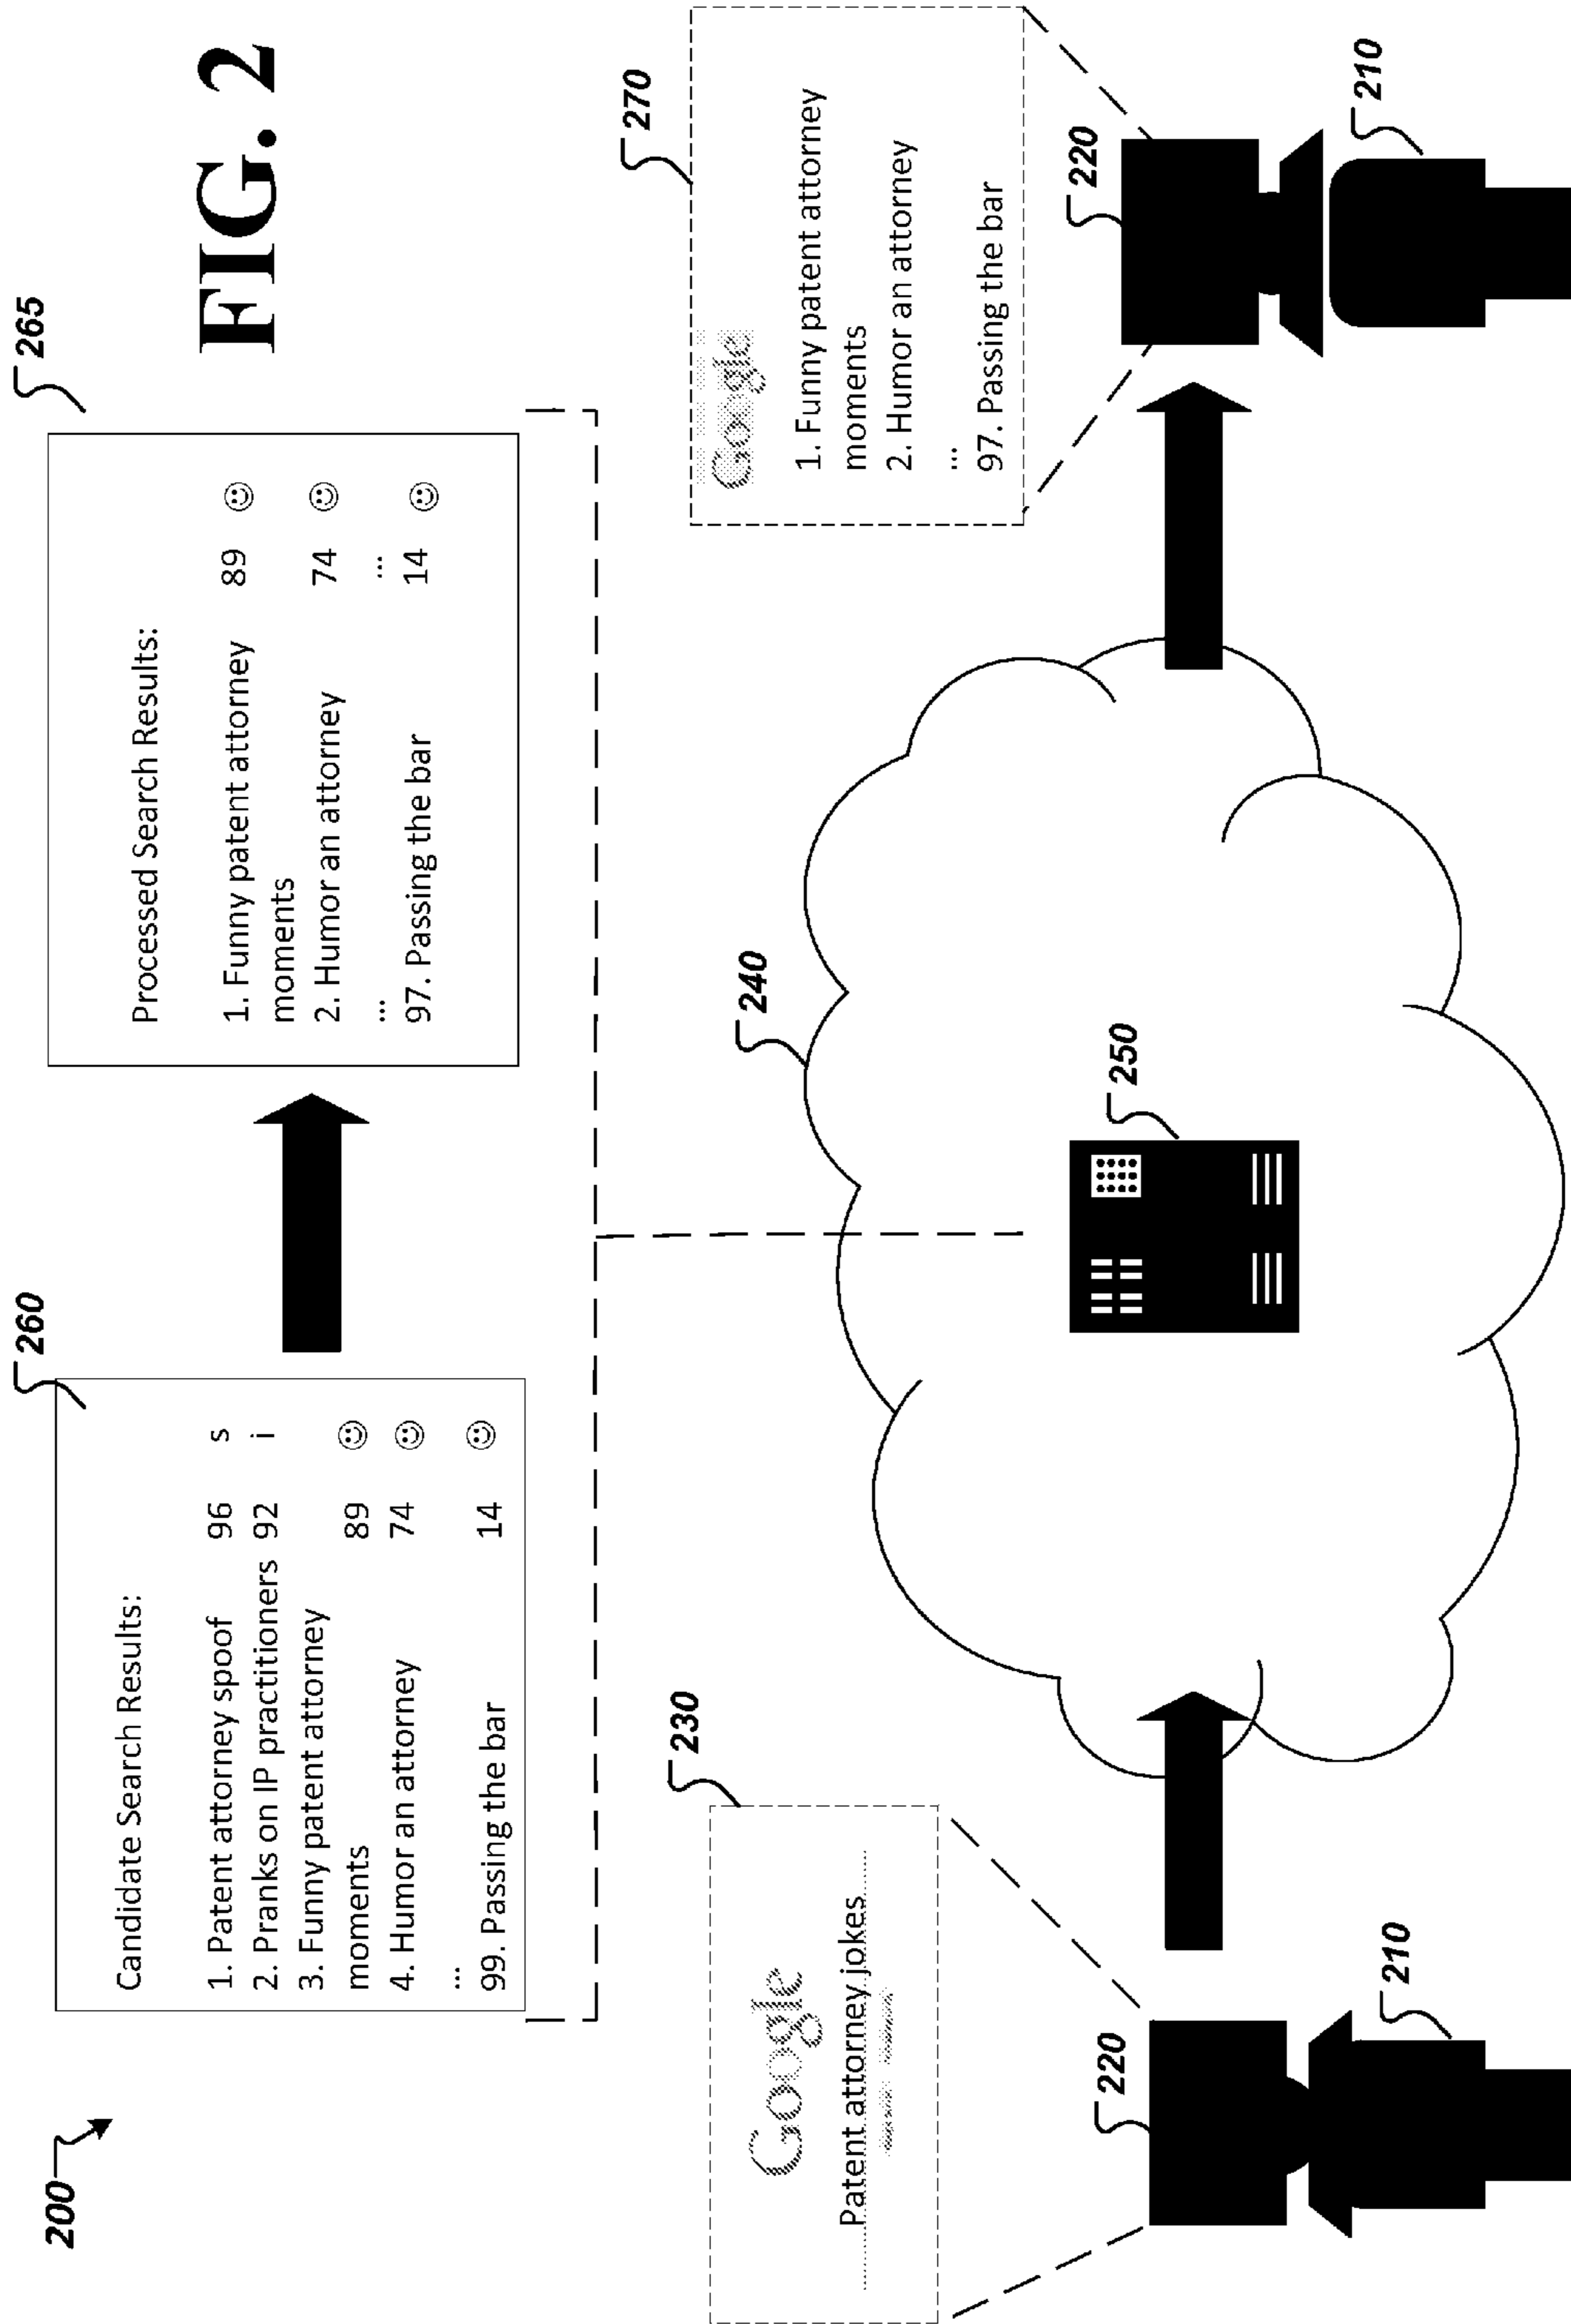 200
260
Candidate Search Results:
1. Patent attorney spoof 96 s
2. Pranks on IP practitioners 92 i
3. Funny patent attorney
moments 89 ☺
4. Humor an attorney 74 ☺
...
99. Passing the bar 14 ☺
265
Processed Search Results:
1. Funny patent attorney 89 ☺
moments
2. Humor an attorney 74 ☺
... ...
97. Passing the bar 14 ☺
FIG. 2
230
Google
Patent attorney jokes
220
210
240
250
270
Google
1. Funny patent attorney
moments
2. Humor an attorney
...
97. Passing the bar
220
210